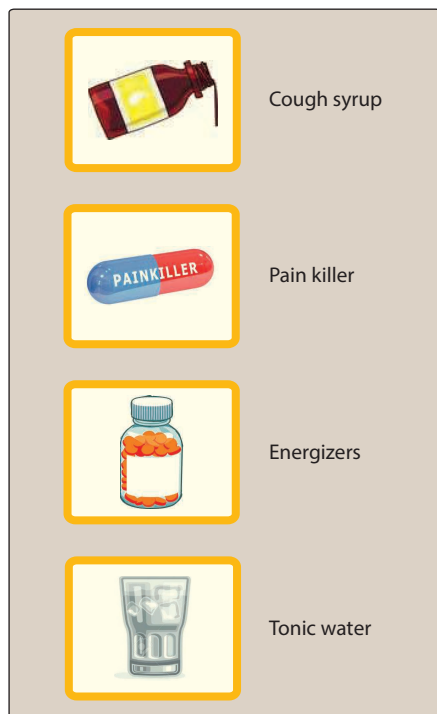 Cough syrup
PAINKILLER
Pain killer
Energizers
Tonic water